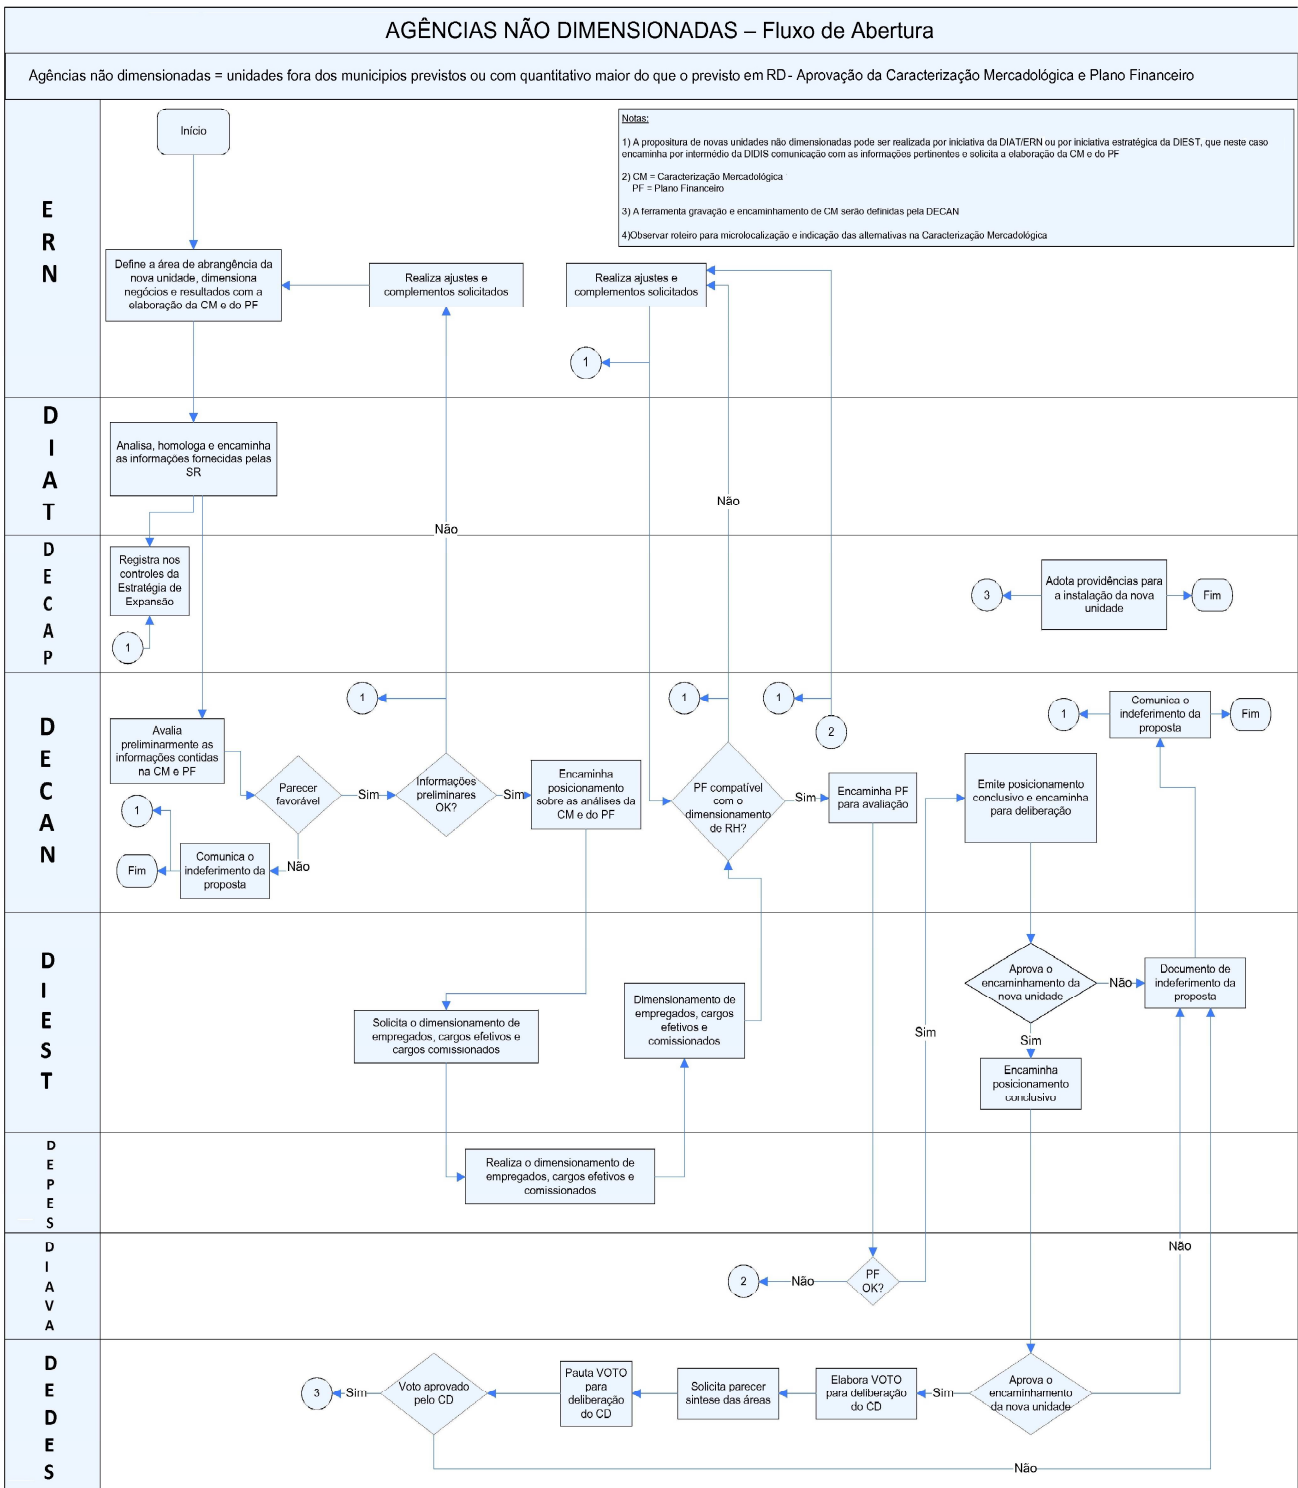 AGÊNCIAS NÃO DIMENSIONADAS – Fluxo de Abertura
Agências não dimensionadas = unidades fora dos municipios previstos ou com quantitativo maior do que o previsto em RD- Aprovação da Caracterização Mercadológica e Plano Financeiro
E
R
N
Início
Notas:
1) A propositura de novas unidades não dimensionadas pode ser realizada por iniciativa da DIAT/ERN ou por iniciativa estratégica da DIEST, que neste caso
encaminha por intermédio da DIDIS comunicação com as informações pertinentes e solicita a elaboração da CM e do PF
2) CM = Caracterização Mercadológica
PF = Plano Financeiro
3) A ferramenta gravação e encaminhamento de CM serão definidas pela DECAN
4)Observar roteiro para microlocalização e indicação das alternativas na Caracterização Mercadológica
Define a área de abrangência da
nova unidade, dimensiona
negócios e resultados com a
elaboração da CM e do PF
Realiza ajustes e
complementos solicitados
Realiza ajustes e
complementos solicitados
1
D
I
A
T
Analisa, homologa e encaminha
as informações fornecidas pelas
SR
Não
Não
D
E
C
A
P
Registra nos
controles da
Estratégia de
Expansão
1
3
Adota providências para
a instalação da nova
unidade
Fim
D
E
C
A
N
1
1
1
2
1
Comunica o
indeferimento da
proposta
Fim
Avalia
preliminarmente as
informações contidas
na CM e PF
Parecer
favorável
Sim
Informações
preliminares
OK?
Sim
Encaminha
posicionamento
sobre as análises da
CM e do PF
PF compatível
com o
dimensionamento
de RH?
Sim
Encaminha PF
para avaliação
Emite posicionamento
conclusivo e encaminha
para deliberação
1
Fim
Comunica o
indeferimento da
proposta
Não
D
I
E
S
T
Solicita o dimensionamento de
empregados, cargos efetivos e
cargos comissionados
Dimensionamento de
empregados, cargos
efetivos e
comissionados
Sim
Aprova o
encaminhamento da
nova unidade
Não
Documento de
indeferimento da
proposta
Sim
Encaminha
posicionamento
conclusivo
D
E
P
E
S
Realiza o dimensionamento de
empregados, cargos efetivos e
comissionados
D
I
A
V
A
2
Não
PF
OK?
Não
D
E
D
E
S
3
Sim
Voto aprovado
pelo CD
Pauta VOTO
para
deliberação
do CD
Solicita parecer
sintese das áreas
Elabora VOTO
para deliberação
do CD
Sim
Aprova o
encaminhamento
da nova unidade
Não